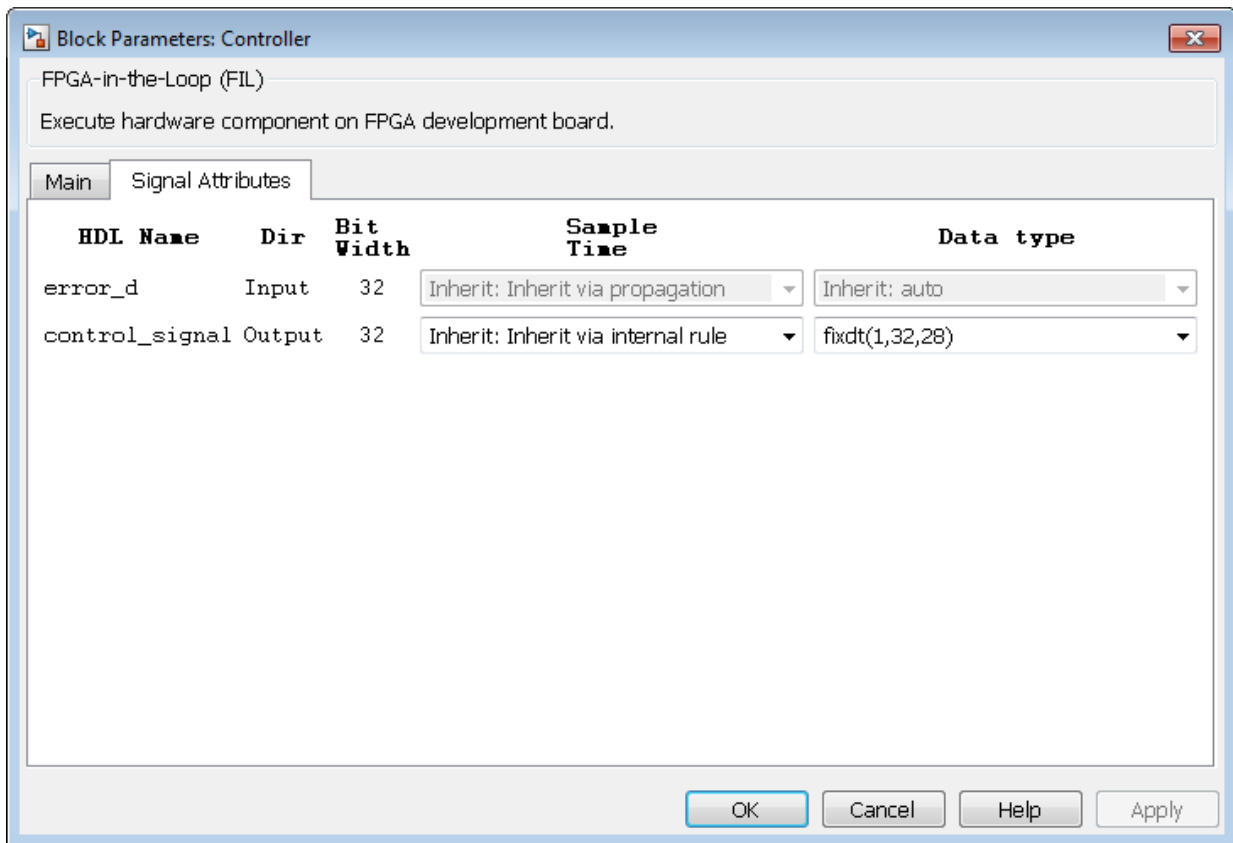 Block Parameters: Controller
FPGA-in-the-Loop (FIL)
Execute hardware component on FPGA development board.
Main Signal Attributes
HDL Name Dir Bit Width Sample Time Data type
error_d Input 32 Inherit: Inherit via propagation Inherit: auto
control_signal Output 32 Inherit: Inherit via internal rule fixdt(1,32,28)
OK Cancel Help Apply